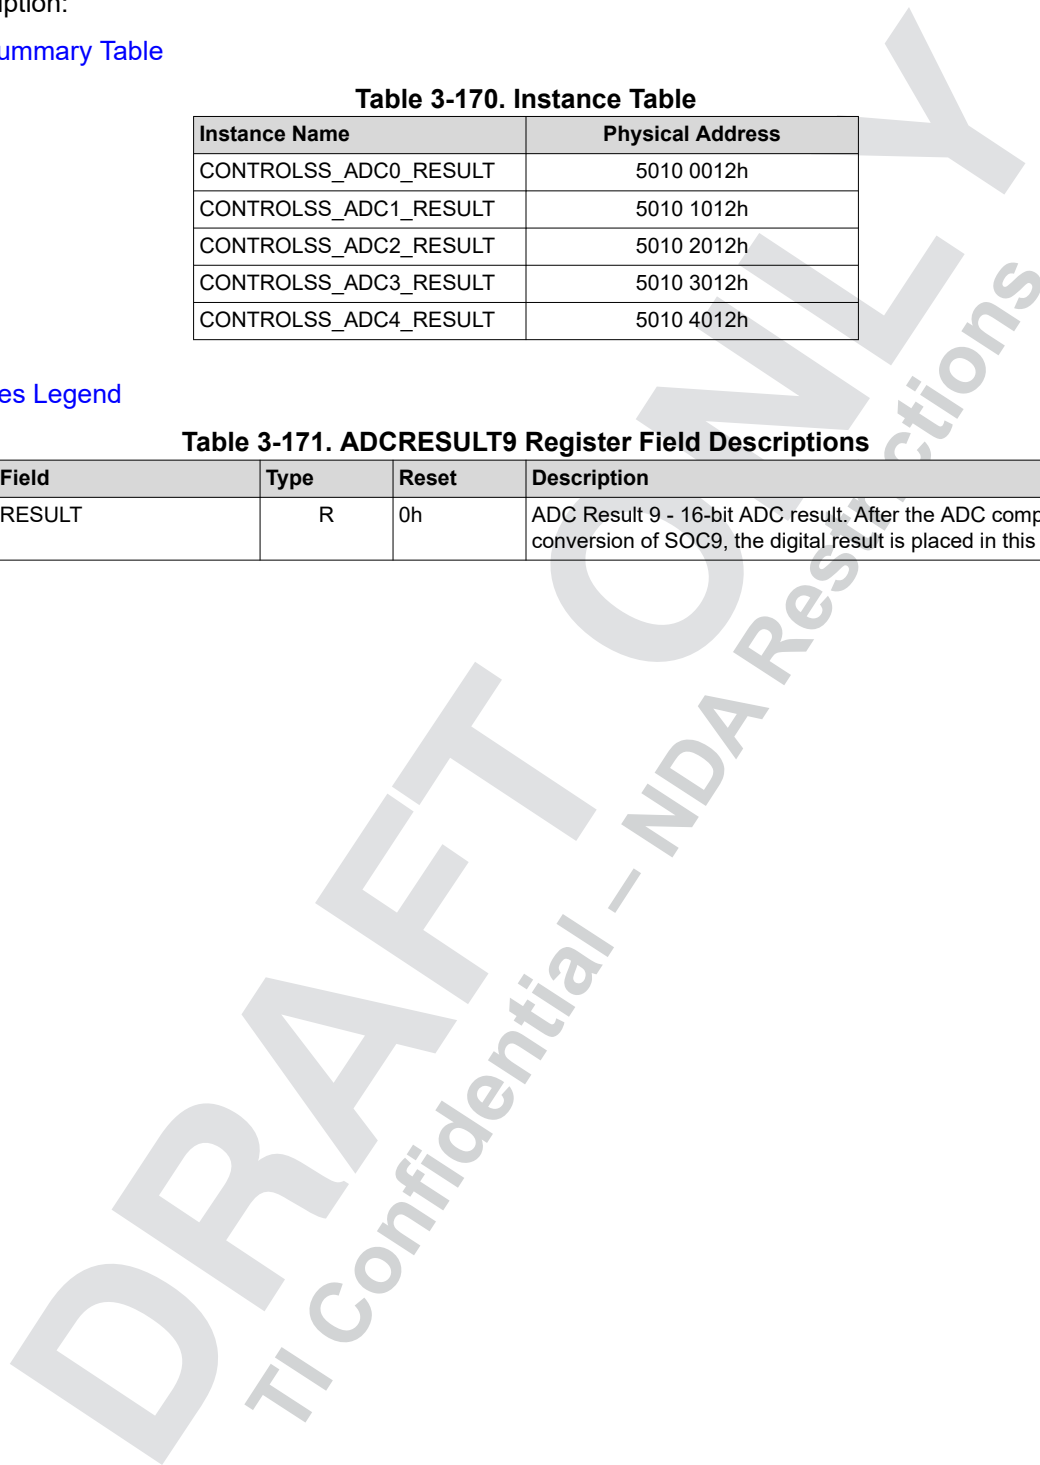 iption:
ummary Table
Table 3-170. Instance Table
Instance Name Physical Address
CONTROLSS_ADC0_RESULT 5010 0012h
CONTROLSS_ADC1_RESULT 5010 1012h
CONTROLSS_ADC2_RESULT 5010 2012h
CONTROLSS_ADC3_RESULT 5010 3012h
CONTROLSS_ADC4_RESULT 5010 4012h
es Legend
Table 3-171. ADCRESULT9 Register Field Descriptions
Field Type Reset Description
RESULT R 0h ADC Result 9 - 16-bit ADC result. After the ADC comp
conversion of SOC9, the digital result is placed in this
DRAFT ONLY
TI Confidential – NDA Restrictions